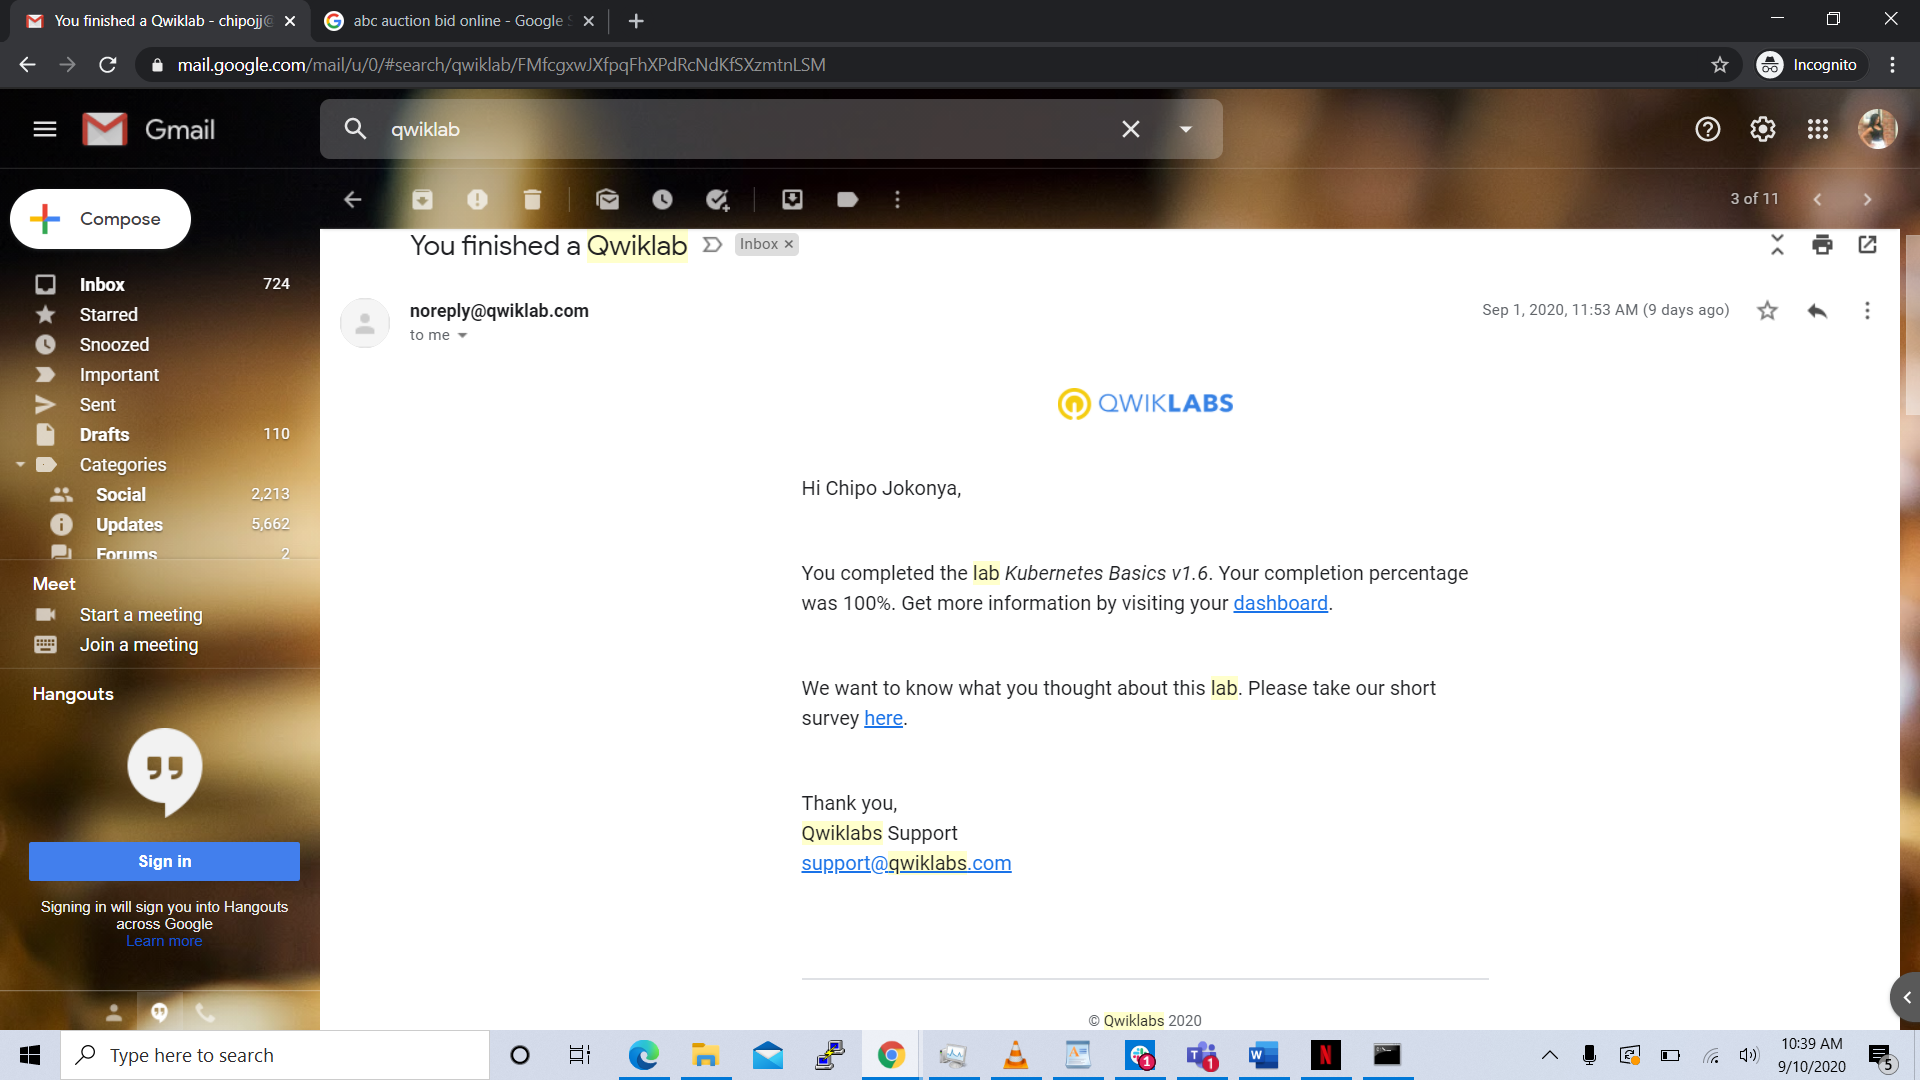 You finished a Qwiklab - chipojj@
abc auction bid online - Google S
mail.google.com/mail/u/0/#search/qwiklab/FMfcgxwJXfpqFhXPdRcNdKfSXzmtnLSM
Incognito
Gmail
qwiklab
Compose
3 of 11
Inbox 724
Starred
Snoozed
Important
Sent
Drafts 110
Categories
Social 2,213
Updates 5,662
Forums 2
Meet
Start a meeting
Join a meeting
Hangouts
Sign in
Signing in will sign you into Hangouts
across Google
Learn more
You finished a Qwiklab
Inbox
noreply@qwiklab.com
to me
Sep 1, 2020, 11:53 AM (9 days ago)
QWIKLABS
Hi Chipo Jokonya,
You completed the lab Kubernetes Basics v1.6. Your completion percentage
was 100%. Get more information by visiting your dashboard.
We want to know what you thought about this lab. Please take our short
survey here.
Thank you,
Qwiklabs Support
support@qwiklabs.com
© Qwiklabs 2020
Type here to search
10:39 AM
9/10/2020
5